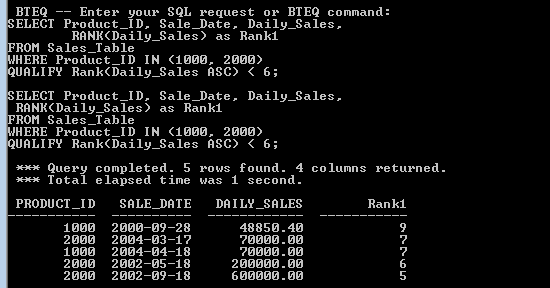 BTEQ -- Enter your SQL request or BTEQ command:
SELECT Product_ID, Sale_Date, Daily_Sales,
RANK(Daily_Sales) as Rank1
FROM Sales_Table
WHERE Product_ID IN (1000, 2000)
QUALIFY Rank(Daily_Sales ASC) < 6;
SELECT Product_ID, Sale_Date, Daily_Sales,
RANK(Daily_Sales) as Rank1
FROM Sales_Table
WHERE Product_ID IN (1000, 2000)
QUALIFY Rank(Daily_Sales ASC) < 6;
*** Query completed. 5 rows found. 4 columns returned.
*** Total elapsed time was 1 second.
PRODUCT_ID SALE_DATE DAILY_SALES Rank1
----------- ---------- ------------ -----------
1000 2000-09-28 48850.40 9
2000 2004-03-17 70000.00 7
1000 2004-04-18 70000.00 7
2000 2002-05-18 200000.00 6
2000 2002-09-18 600000.00 5